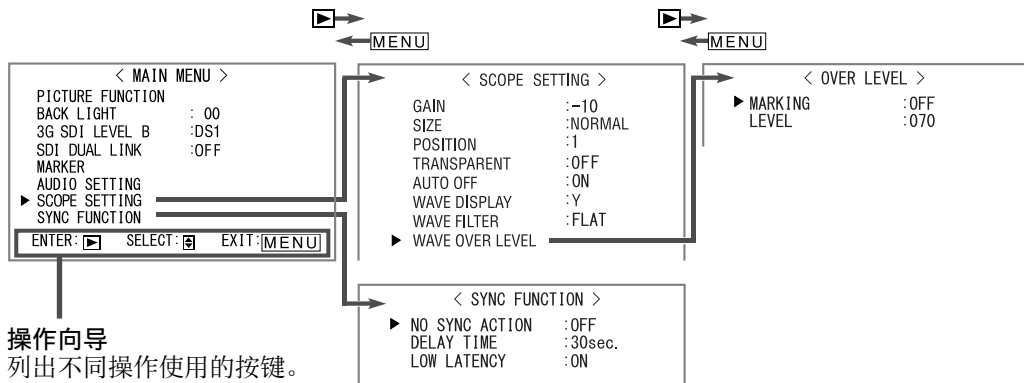 ▶→ ▶→
←MENU ←MENU
< MAIN MENU >
PICTURE FUNCTION
BACK LIGHT : 00
3G SDI LEVEL B :DS1
SDI DUAL LINK :OFF
MARKER
AUDIO SETTING
▶ SCOPE SETTING
SYNC FUNCTION
ENTER: ▶ SELECT: EXIT:MENU
操作向导
列出不同操作使用的按键。
< SCOPE SETTING >
GAIN :–10
SIZE :NORMAL
POSITION :1
TRANSPARENT :OFF
AUTO OFF :ON
WAVE DISPLAY :Y
WAVE FILTER :FLAT
▶ WAVE OVER LEVEL
< OVER LEVEL >
▶ MARKING :OFF
LEVEL :070
< SYNC FUNCTION >
▶ NO SYNC ACTION :OFF
DELAY TIME :30sec.
LOW LATENCY :ON